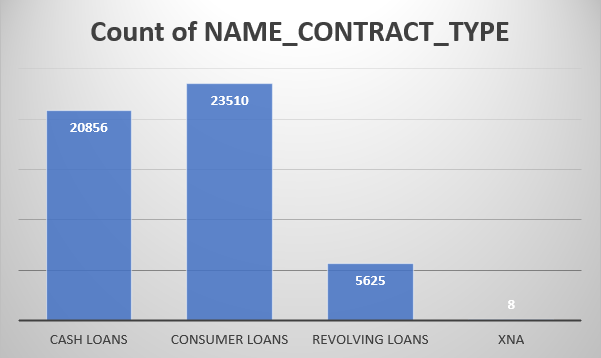 Count of NAME_CONTRACT_TYPE
20856
23510
5625
8
CASH LOANS
CONSUMER LOANS
REVOLVING LOANS
XNA